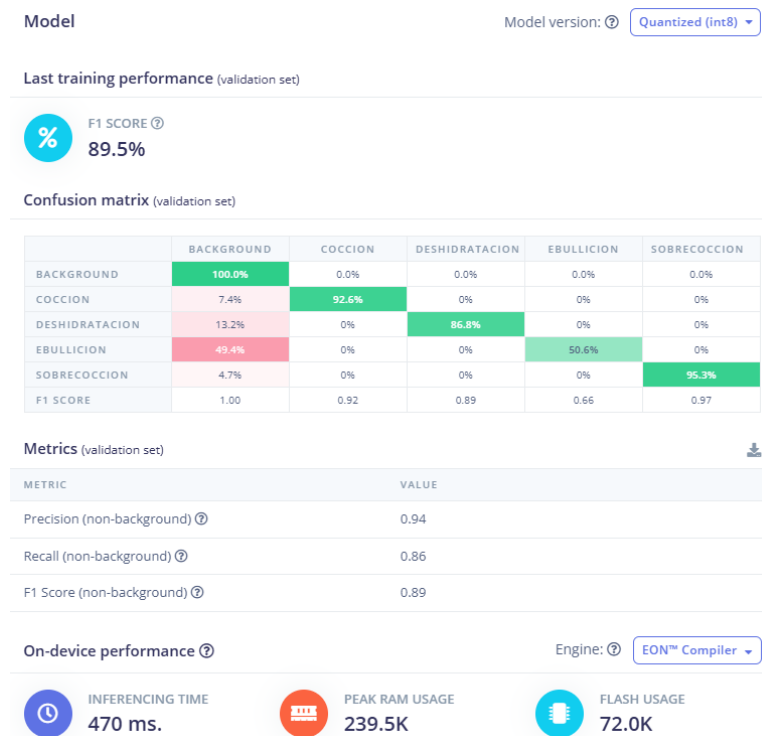 Model Model version: Quantized (int8)
Last training performance (validation set)
% F1 SCORE
89.5%
Confusion matrix (validation set)
BACKGROUND COCCION DESHIDRATACION EBULLICION SOBRECOCCION
BACKGROUND 100.0% 0.0% 0.0% 0.0% 0.0%
COCCION 7.4% 92.6% 0% 0% 0%
DESHIDRATACION 13.2% 0% 86.8% 0% 0%
EBULLICION 49.4% 0% 0% 50.6% 0%
SOBRECOCCION 4.7% 0% 0% 0% 95.3%
F1 SCORE 1.00 0.92 0.89 0.66 0.97
Metrics (validation set)
METRIC VALUE
Precision (non-background) 0.94
Recall (non-background) 0.86
F1 Score (non-background) 0.89
On-device performance Engine: EON™ Compiler
INFERENCING TIME PEAK RAM USAGE FLASH USAGE
470 ms. 239.5K 72.0K